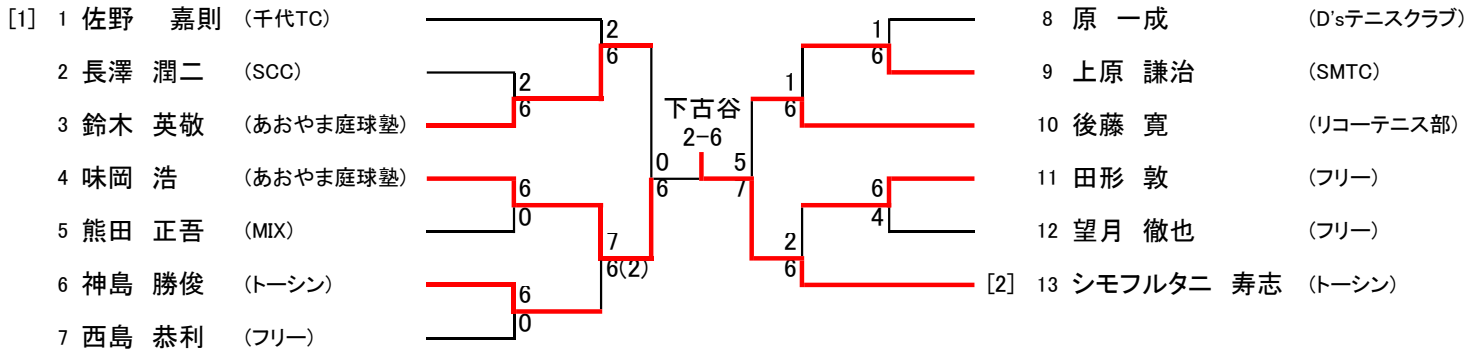 [1] 1 佐野 嘉則 (千代TC)
2 長澤 潤二 (SCC)
3 鈴木 英敬 (あおやま庭球塾)
4 味岡 浩 (あおやま庭球塾)
5 熊田 正吾 (MIX)
6 神島 勝俊 (トーシン)
7 西島 恭利 (フリー)
2
6
2
6
6
0
7
6(2)
6
0
0
6
下古谷
2-6
5
7
1
6
1
6
6
4
2
6
8 原 一成 (D'sテニスクラブ)
9 上原 謙治 (SMTC)
10 後藤 寛 (リコーテニス部)
11 田形 敦 (フリー)
12 望月 徹也 (フリー)
[2] 13 シモフルタニ 寿志 (トーシン)